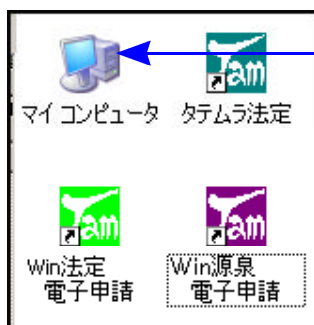 マイ コンピュータ
タテムラ法定
Win法定
電子申請
Win源泉
電子申請
Tam
Tam
Tam